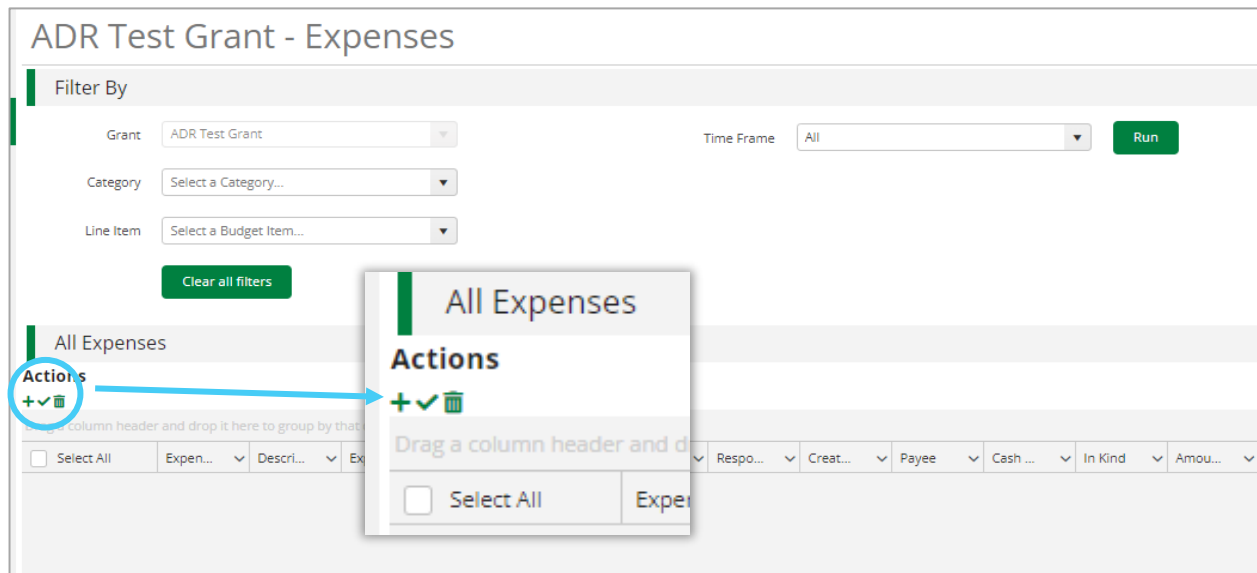 ADR Test Grant - Expenses
Filter By
Grant ADR Test Grant Time Frame All Run
Category Select a Category...
Line Item Select a Budget Item...
Clear all filters
All Expenses
Actions
Drag a column header and drop it here to group by that
Select All Expen... Descri... Ex Respo... Creat... Payee Cash ... In Kind Amou...
All Expenses
Actions
Drag a column header and d
Select All Exper